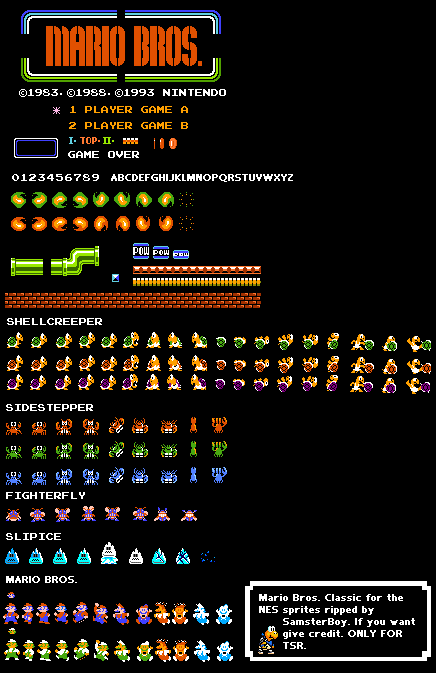 MARIO BROS.
©1983, ©1988, ©1993 NINTENDO
1 PLAYER GAME A
2 PLAYER GAME B
I- TOP- II-
GAME OVER
0123456789 ABCDEFGHIJKLMNOPQRSTUVWXYZ
POW POW POW
SHELLCREEPER
SIDESTEPPER
FIGHTERFLY
SLIPICE
MARIO BROS.
Mario Bros. Classic for the
NES sprites ripped by
SamsterBoy. If you want
give credit. ONLY FOR
TSR.